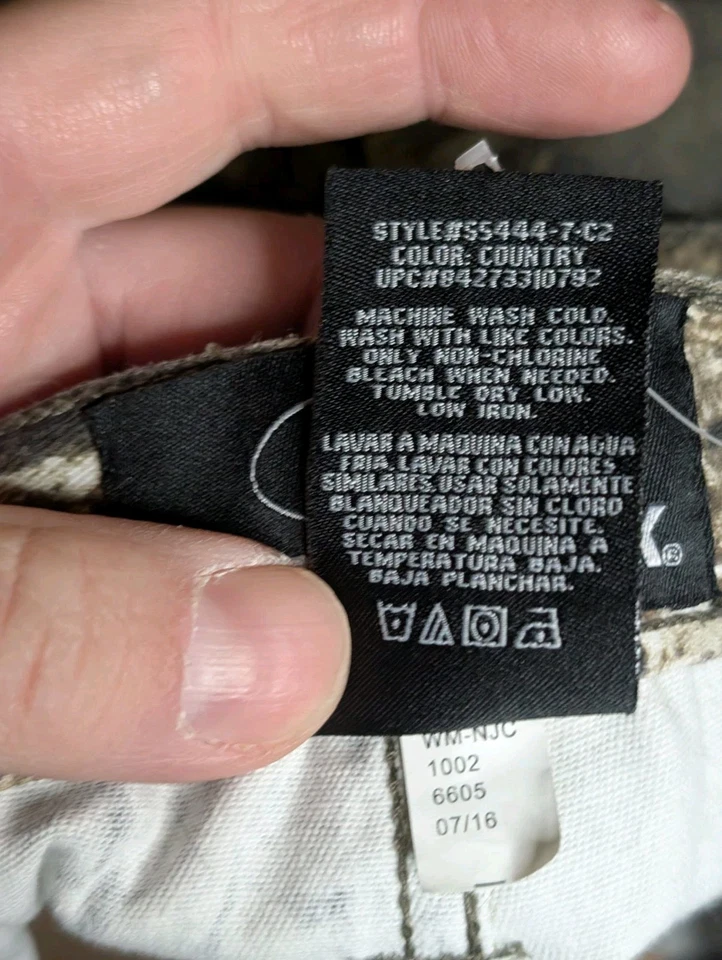 STYLE#S5444-7-C2
COLOR: COUNTRY
UPC#84273310792
MACHINE WASH COLD.
WASH WITH LIKE COLORS.
ONLY NON-CHLORINE
BLEACH WHEN NEEDED.
TUMBLE DRY LOW.
LOW IRON.
LAVAR A MAQUINA CON AGUA
FRIA. LAVAR CON COLORES
SIMILARES. USAR SOLAMENTE
BLANQUEADOR SIN CLORO
CUANDO SE NECESITE.
SECAR EN MAQUINA A
TEMPERATURA BAJA.
BAJA PLANCHAR.
K®
WM-NJC
1002
6605
07/16